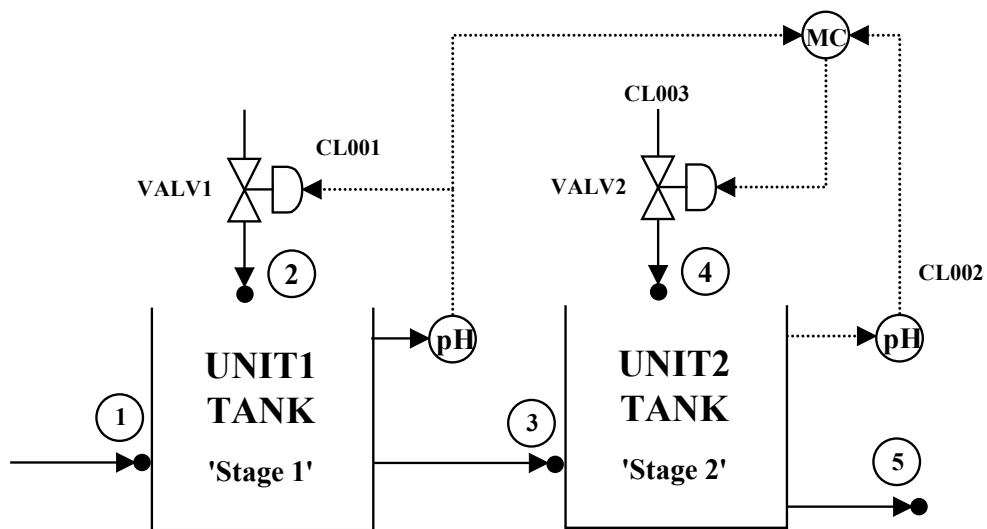 MC
CL003
CL001
VALV1
VALV2
2
4
CL002
pH
pH
UNIT1
TANK
UNIT2
TANK
1
3
'Stage 1'
'Stage 2'
5